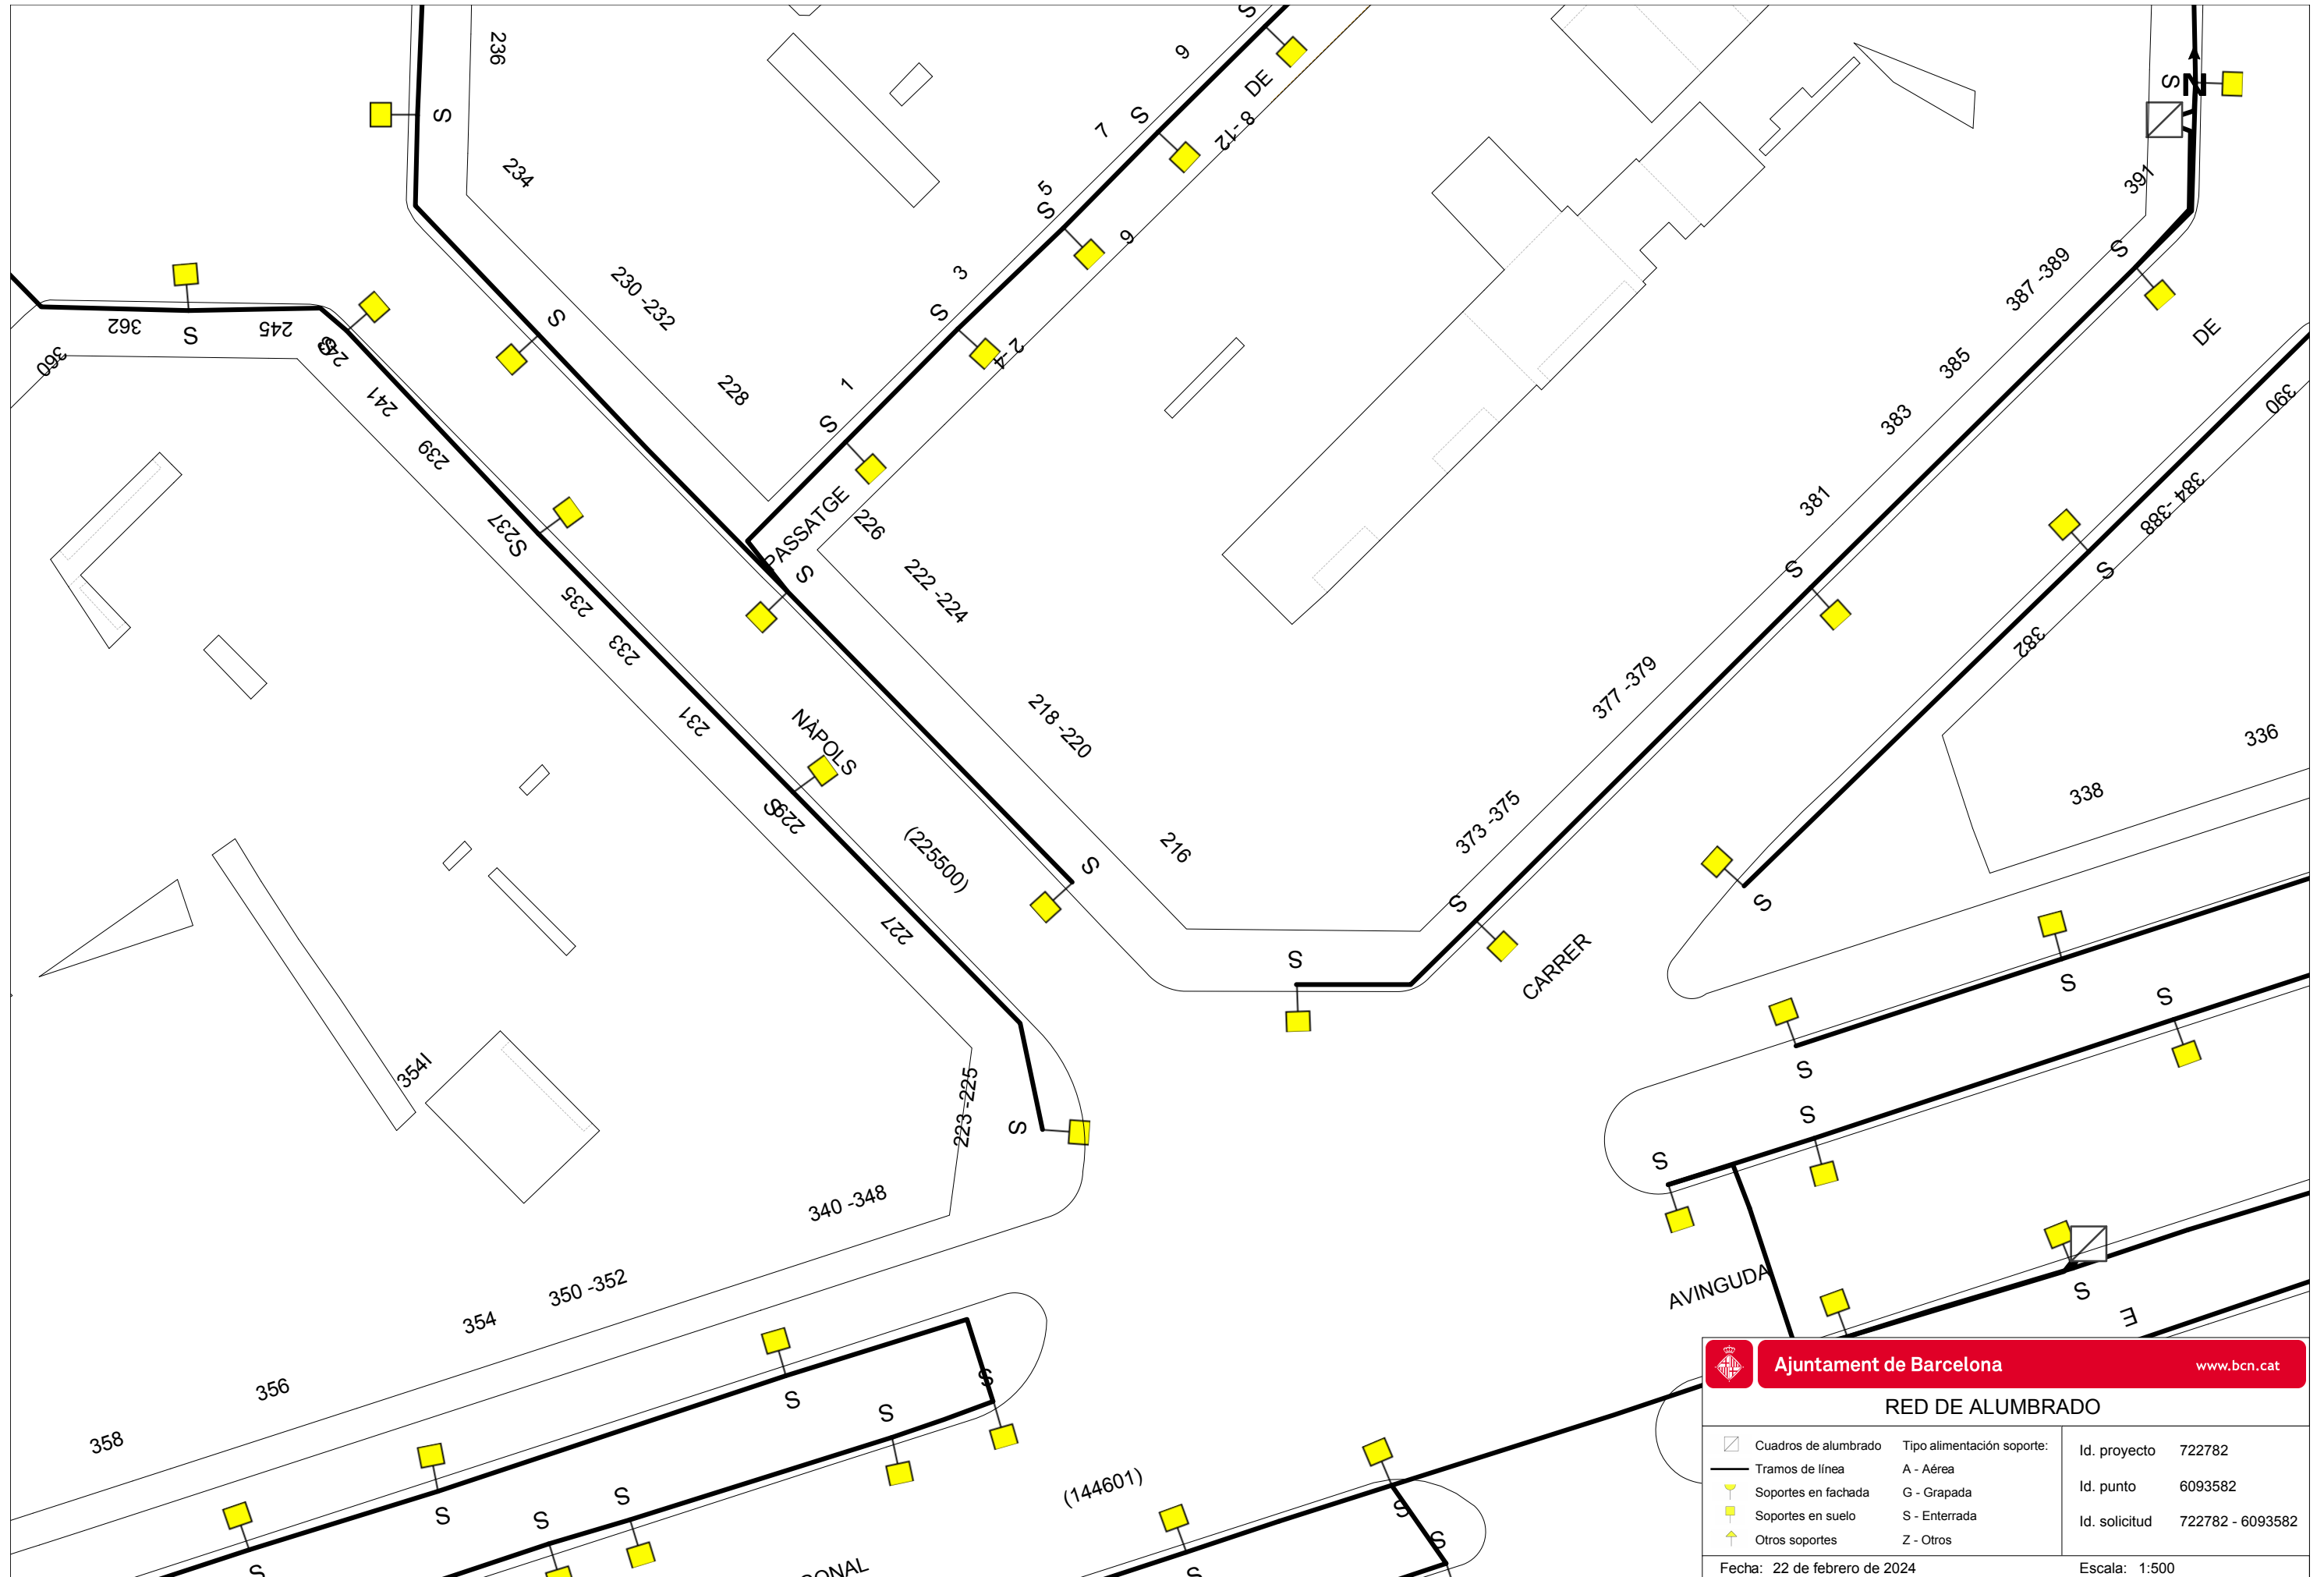 236
S
9
DE
S
S
N
S
234
7
S
8 -12
391
5
S
6
387 -389
S
230 -232
3
S
2 -4
DE
362
S
245
S
243
360
S
228
1
S
385
390
241
239
383
S237
PASSATGE
226
S
381
384 -388
S
S
235
222 -224
233
382
231
NÀPOLS
218 -220
377 -379
336
338
S
229
(225500)
216
373 -375
S
S
S
227
S
CARRER
S
S
S
354I
223 -225
S
S
S
340 -348
AVINGUDA
S
E
350 -352
354
356
358
S
S
S
S
S
S
S
(144601)
S
S
S
Ajuntament de Barcelona
www.bcn.cat
RED DE ALUMBRADO
Cuadros de alumbrado
Tipo alimentación soporte:
Id. proyecto 722782
Tramos de línea
A - Aérea
Soportes en fachada
G - Grapada
Id. punto 6093582
Soportes en suelo
S - Enterrada
Id. solicitud 722782 - 6093582
Otros soportes
Z - Otros
Fecha: 22 de febrero de 2024
Escala: 1:500